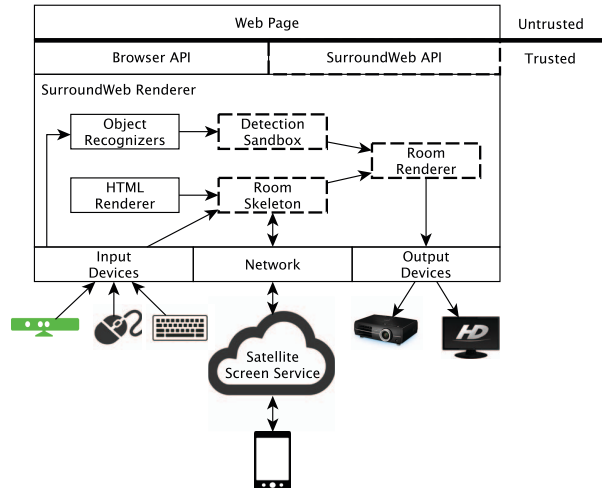 Web Page
Untrusted
Browser API
SurroundWeb API
Trusted
SurroundWeb Renderer
Object
Recognizers
Detection
Sandbox
Room
Renderer
HTML
Renderer
Room
Skeleton
Input
Devices
Network
Output
Devices
HD
Satellite
Screen Service